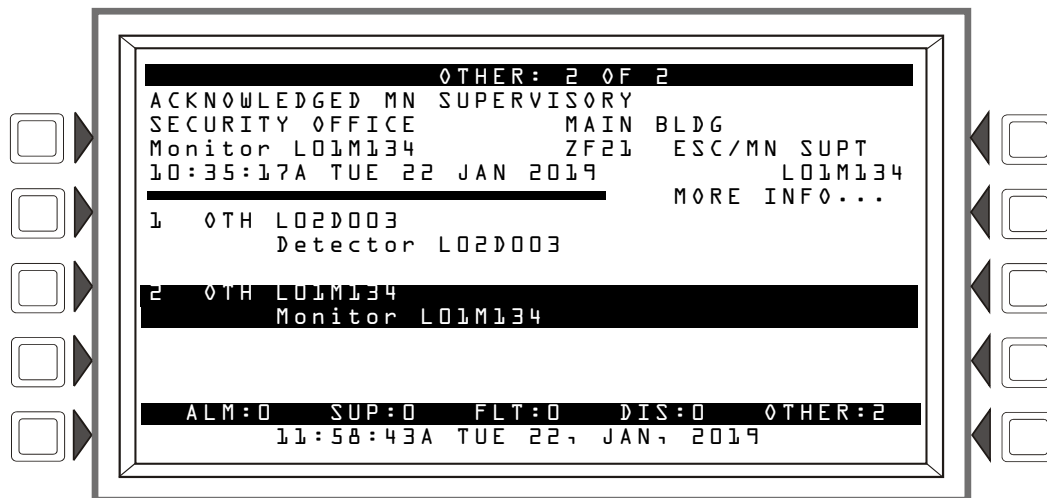 OTHER: 2 OF 2
ACKNOWLEDGED MN SUPERVISORY
SECURITY OFFICE MAIN BLDG
Monitor L01M134 ZF21 ESC/MN SUPT
10:35:17A TUE 22 JAN 2019 L01M134
MORE INFO...
1 OTH L02D003
Detector L02D003
2 OTH L01M134
Monitor L01M134
ALM:0 SUP:0 FLT:0 DIS:0 OTHER:2
11:58:43A TUE 22, JAN, 2019